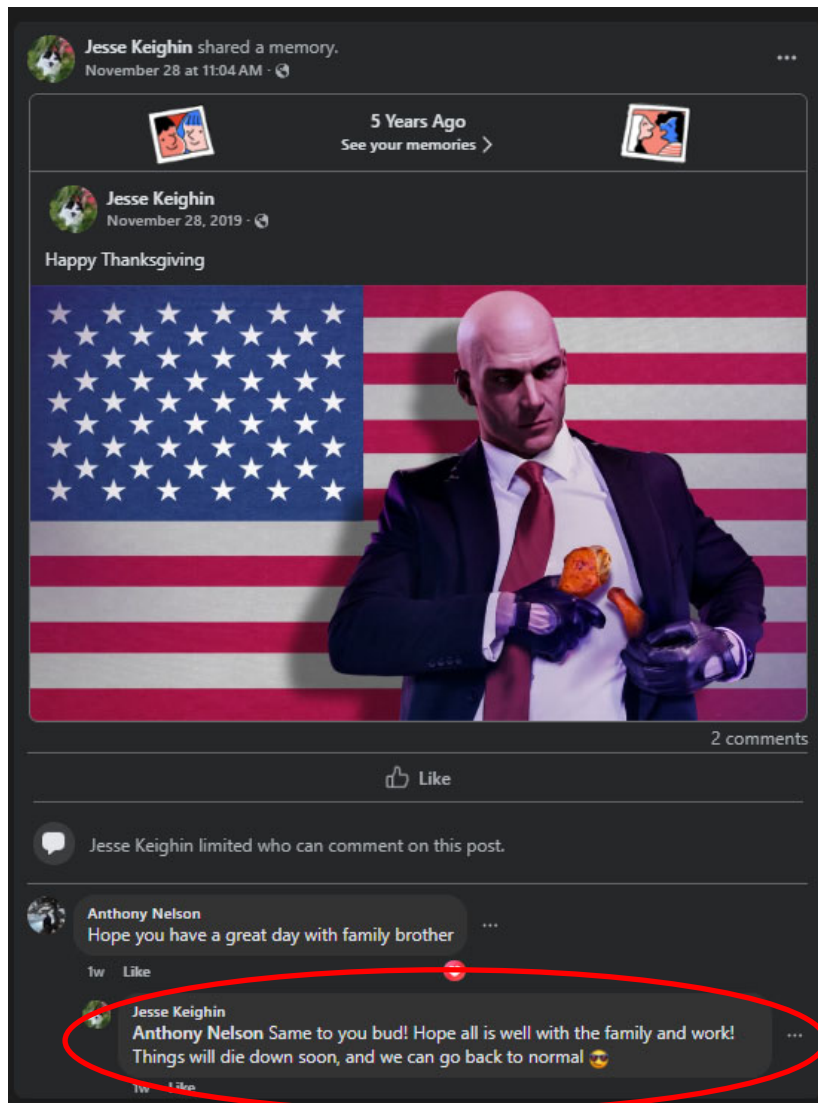 Jesse Keighin shared a memory.
November 28 at 11:04 AM ·
5 Years Ago
See your memories >
Jesse Keighin
November 28, 2019 ·
Happy Thanksgiving
2 comments
Like
Jesse Keighin limited who can comment on this post.
Anthony Nelson
Hope you have a great day with family brother
1w Like
Jesse Keighin
Anthony Nelson Same to you bud! Hope all is well with the family and work!
Things will die down soon, and we can go back to normal 😎
1w Like